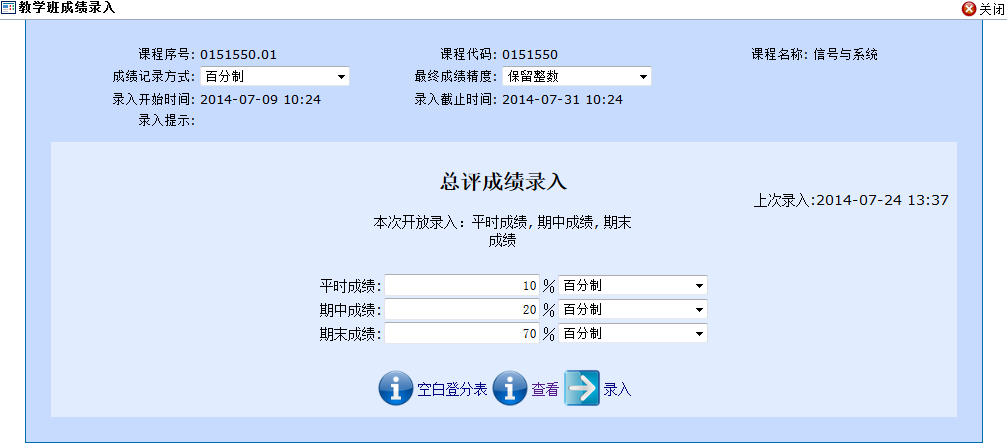 教学班成绩录入 关闭
课程序号: 0151550.01 课程代码: 0151550 课程名称: 信号与系统
成绩记录方式: 百分制 最终成绩精度: 保留整数
录入开始时间: 2014-07-09 10:24 录入截止时间: 2014-07-31 10:24
录入提示:
总评成绩录入
上次录入:2014-07-24 13:37
本次开放录入: 平时成绩, 期中成绩, 期末
成绩
平时成绩: 10 % 百分制
期中成绩: 20 % 百分制
期末成绩: 70 % 百分制
空白登分表 查看 录入